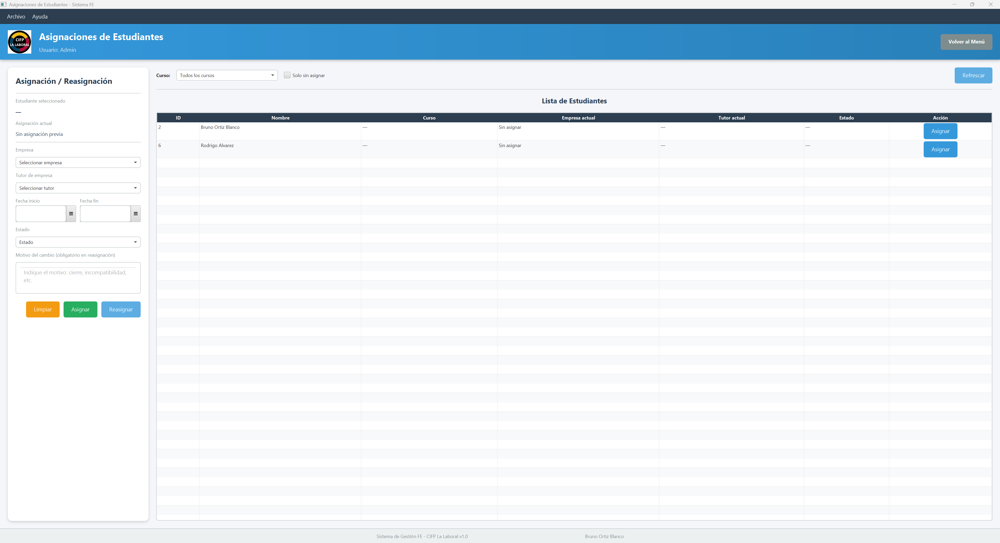 Asignaciones de Estudiantes - Sistema FE
Archivo Ayuda
CIFP
LA LABORAL
Asignaciones de Estudiantes
Usuario: Admin
Volver al Menú
Asignación / Reasignación
Estudiante seleccionado
—
Asignación actual
Sin asignación previa
Empresa
Seleccionar empresa
Tutor de empresa
Seleccionar tutor
Fecha inicio Fecha fin
Estado
Estado
Motivo del cambio (obligatorio en reasignación)
Indique el motivo: cierre, incompatibilidad,
etc.
Limpiar Asignar Reasignar
Curso: Todos los cursos Solo sin asignar Refrescar
Lista de Estudiantes
ID Nombre Curso Empresa actual Tutor actual Estado Acción
2 Bruno Ortiz Blanco — Sin asignar — — Asignar
6 Rodrigo Alvarez — Sin asignar — — Asignar
Sistema de Gestión FE - CIFP La Laboral v1.0 Bruno Ortiz Blanco